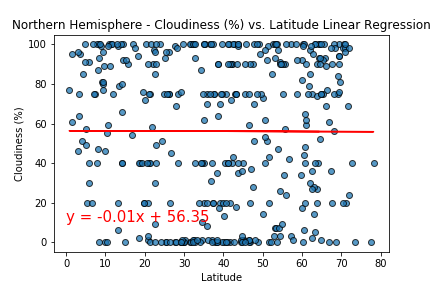 Northern Hemisphere - Cloudiness (%) vs. Latitude Linear Regression
100
80
60
40
20
0
Cloudiness (%)
y = -0.01x + 56.35
0 10 20 30 40 50 60 70 80
Latitude